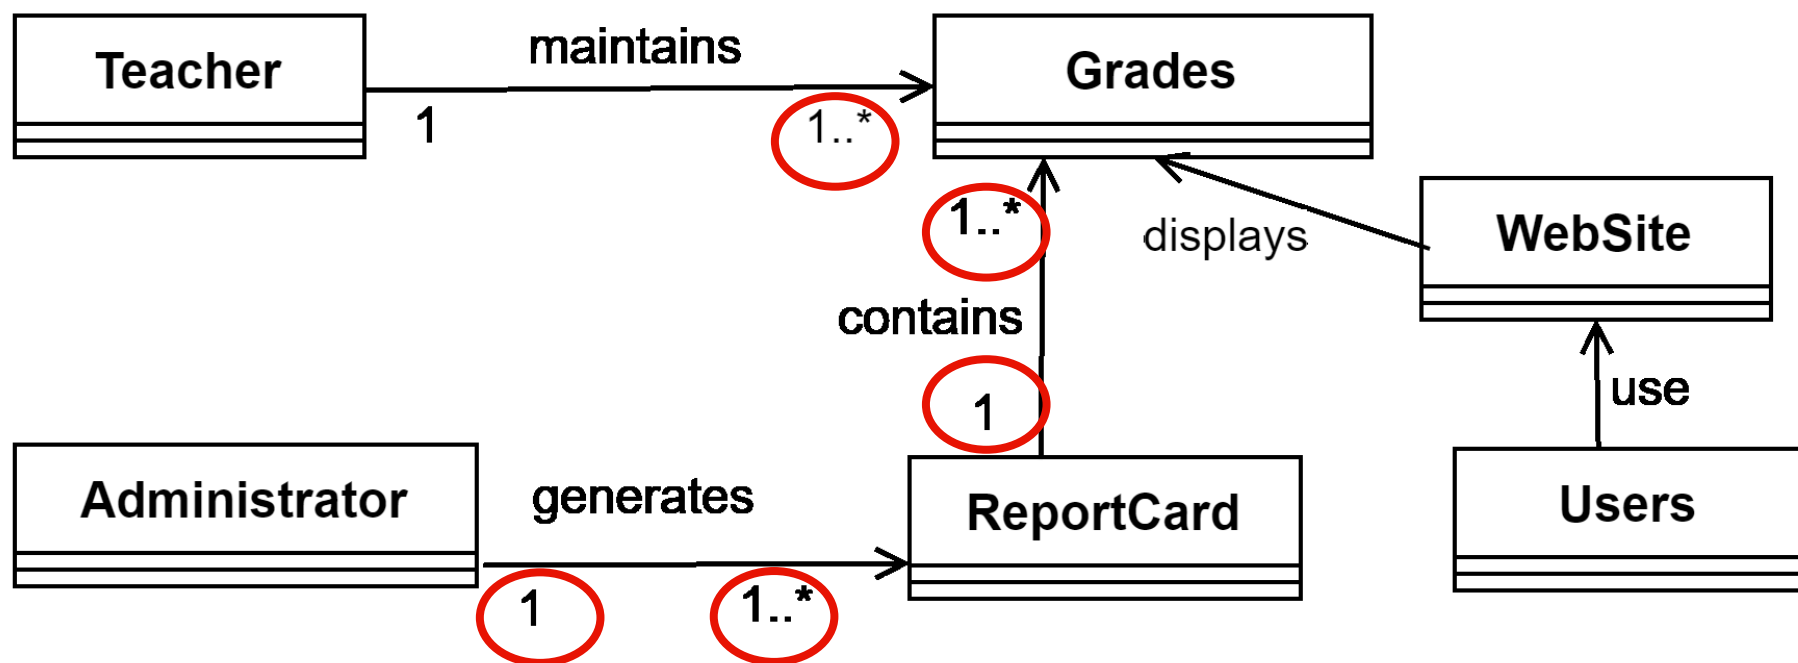 Teacher
maintains
1
1..*
Grades
1..*
displays
WebSite
contains
1
use
Administrator
generates
1
1..*
ReportCard
Users